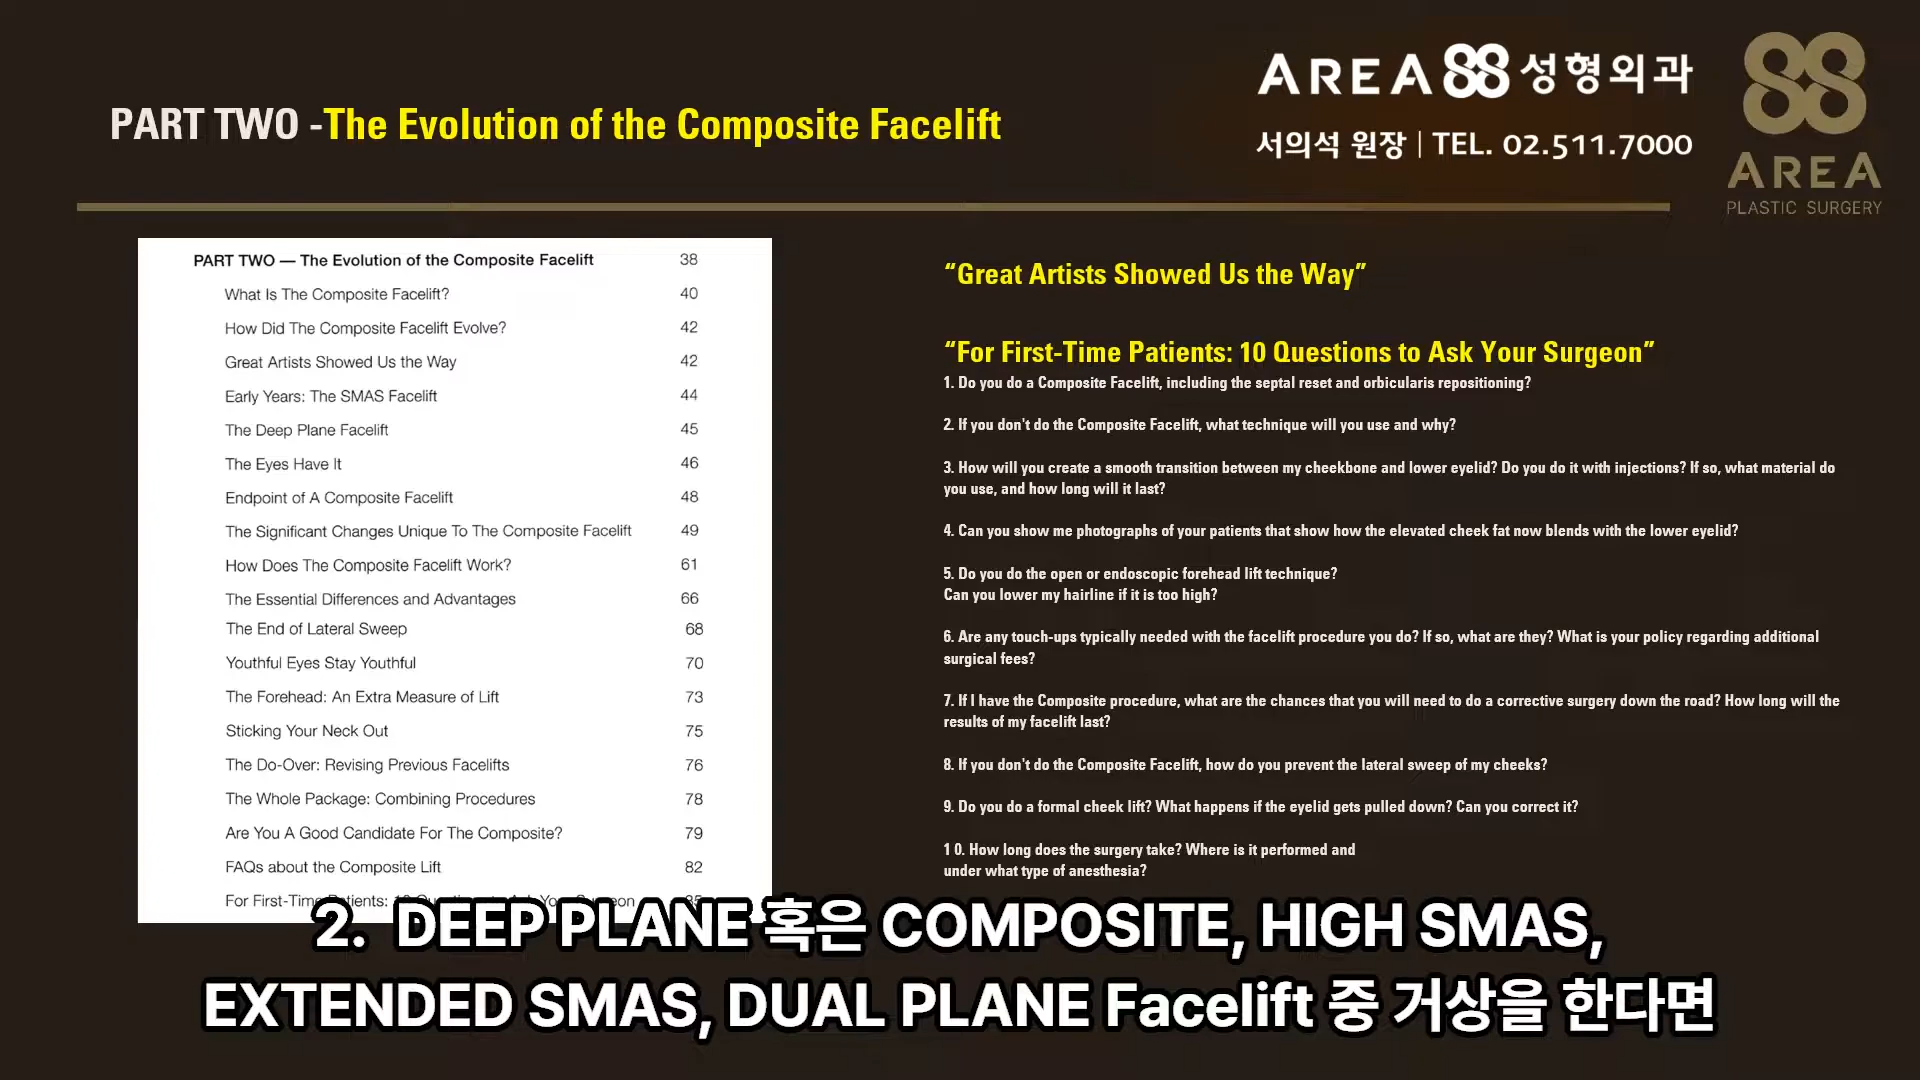 PART TWO -The Evolution of the Composite Facelift
AREA 88 성형외과
서의석 원장 | TEL. 02.511.7000
88
AREA
PLASTIC SURGERY
PART TWO — The Evolution of the Composite Facelift 38
What Is The Composite Facelift? 40
How Did The Composite Facelift Evolve? 42
Great Artists Showed Us the Way 42
Early Years: The SMAS Facelift 44
The Deep Plane Facelift 45
The Eyes Have It 46
Endpoint of A Composite Facelift 48
The Significant Changes Unique To The Composite Facelift 49
How Does The Composite Facelift Work? 61
The Essential Differences and Advantages 66
The End of Lateral Sweep 68
Youthful Eyes Stay Youthful 70
The Forehead: An Extra Measure of Lift 73
Sticking Your Neck Out 75
The Do-Over: Revising Previous Facelifts 76
The Whole Package: Combining Procedures 78
Are You A Good Candidate For The Composite? 79
FAQs about the Composite Lift 82
For First-Time Patients: 10 Questions to Ask Your Surgeon 85
“Great Artists Showed Us the Way”
“For First-Time Patients: 10 Questions to Ask Your Surgeon”
1. Do you do a Composite Facelift, including the septal reset and orbicularis repositioning?
2. If you don't do the Composite Facelift, what technique will you use and why?
3. How will you create a smooth transition between my cheekbone and lower eyelid? Do you do it with injections? If so, what material do
you use, and how long will it last?
4. Can you show me photographs of your patients that show how the elevated cheek fat now blends with the lower eyelid?
5. Do you do the open or endoscopic forehead lift technique?
Can you lower my hairline if it is too high?
6. Are any touch-ups typically needed with the facelift procedure you do? If so, what are they? What is your policy regarding additional
surgical fees?
7. If I have the Composite procedure, what are the chances that you will need to do a corrective surgery down the road? How long will the
results of my facelift last?
8. If you don't do the Composite Facelift, how do you prevent the lateral sweep of my cheeks?
9. Do you do a formal cheek lift? What happens if the eyelid gets pulled down? Can you correct it?
1 0. How long does the surgery take? Where is it performed and
under what type of anesthesia?
2. DEEP PLANE 혹은 COMPOSITE, HIGH SMAS,
EXTENDED SMAS, DUAL PLANE Facelift 중 거상을 한다면